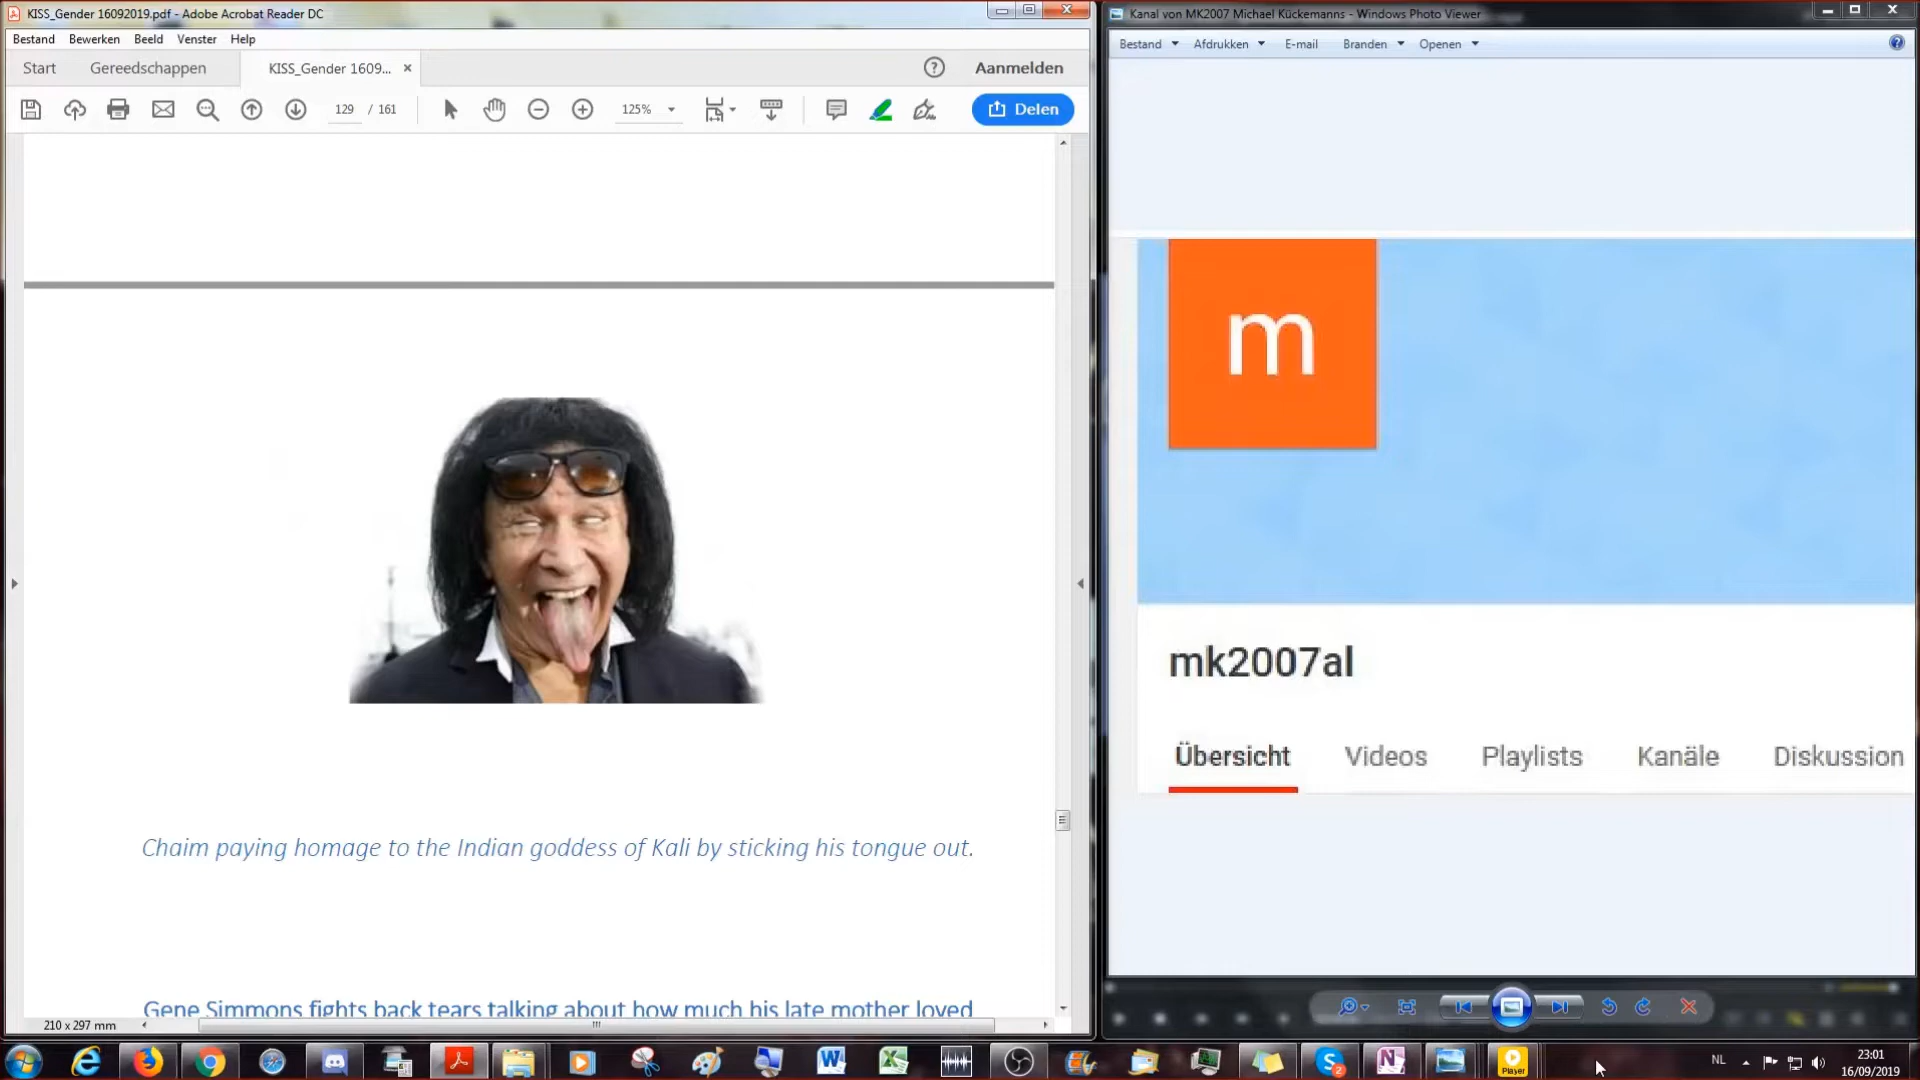 KISS_Gender 16092019.pdf - Adobe Acrobat Reader DC
Bestand Bewerken Beeld Venster Help
Start Gereedschappen KISS_Gender 1609... × Aanmelden
129 / 161 125% Delen
Chaim paying homage to the Indian goddess of Kali by sticking his tongue out.
Gene Simmons fights back tears talking about how much his late mother loved
210 x 297 mm
Kanal von MK2007 Michael Kückemanns - Windows Photo Viewer
Bestand Afdrukken E-mail Branden Openen
m
mk2007al
Übersicht Videos Playlists Kanäle Diskussion
Player
NL
23:01
16/09/2019